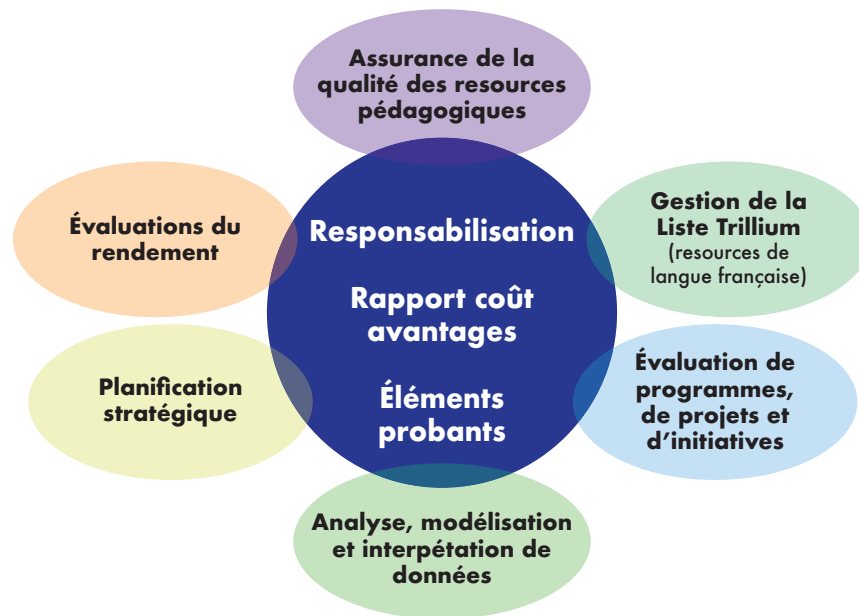 Assurance de la
qualité des resources
pédagogiques
Évaluations du
rendement
Responsabilisation
Gestion de la
Liste Trillium
(resources de
langue française)
Rapport coût
avantages
Planification
stratégique
Éléments
probants
Évaluation de
programmes,
de projets et
d’initiatives
Analyse, modélisation
et interpétation de
données